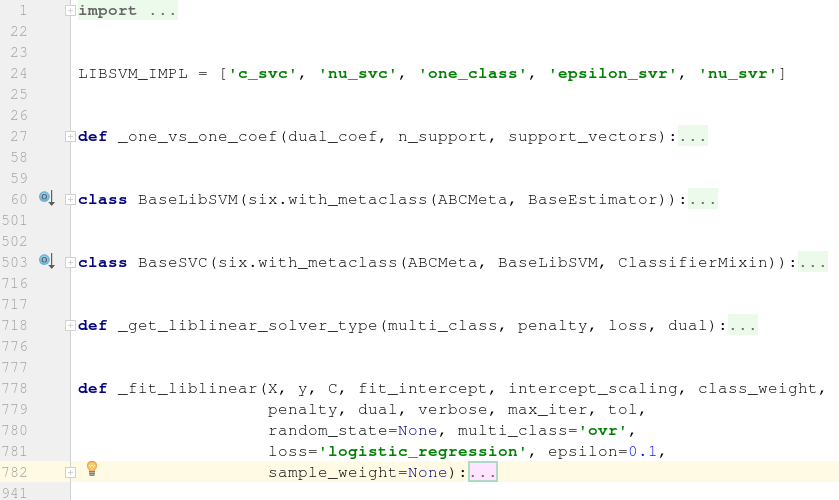 1 import ...
22
23
24 LIBSVM_IMPL = ['c_svc', 'nu_svc', 'one_class', 'epsilon_svr', 'nu_svr']
25
26
27 def _one_vs_one_coef(dual_coef, n_support, support_vectors):...
58
59
60 class BaseLibSVM(six.with_metaclass(ABCMeta, BaseEstimator)):...
501
502
503 class BaseSVC(six.with_metaclass(ABCMeta, BaseLibSVM, ClassifierMixin)):...
716
717
718 def _get_liblinear_solver_type(multi_class, penalty, loss, dual):...
776
777
778 def _fit_liblinear(X, y, C, fit_intercept, intercept_scaling, class_weight,
779 penalty, dual, verbose, max_iter, tol,
780 random_state=None, multi_class='ovr',
781 loss='logistic_regression', epsilon=0.1,
782 sample_weight=None):...
941